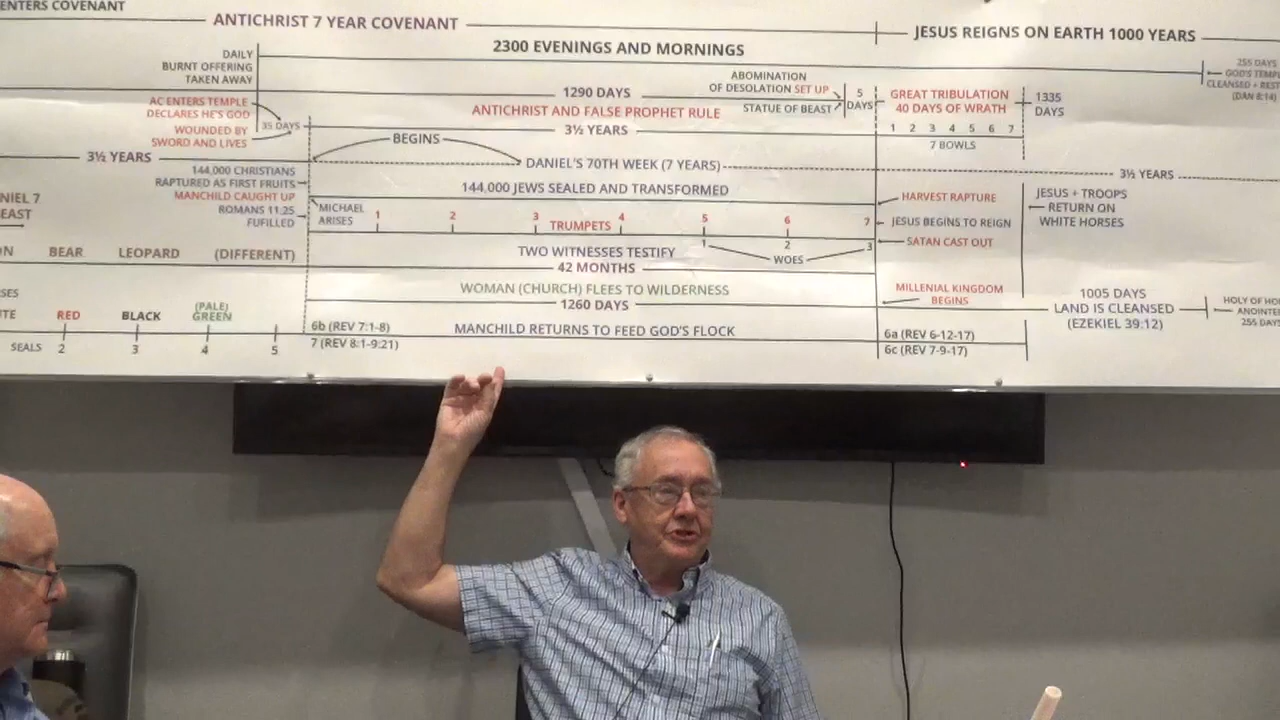 ENTERS COVENANT
ANTICHRIST 7 YEAR COVENANT
JESUS REIGNS ON EARTH 1000 YEARS
2300 EVENINGS AND MORNINGS
DAILY
BURNT OFFERING
TAKEN AWAY
255 DAYS
GOD'S TEMPLE
CLEANSED + REST
(DAN 8:14)
1290 DAYS
ABOMINATION
OF DESOLATION SET UP
STATUE OF BEAST
5
DAYS
GREAT TRIBULATION
40 DAYS OF WRATH
1335
DAYS
AC ENTERS TEMPLE
DECLARES HE'S GOD
WOUNDED BY
SWORD AND LIVES
35 DAYS
ANTICHRIST AND FALSE PROPHET RULE
3½ YEARS
1 2 3 4 5 6 7
7 BOWLS
BEGINS
3½ YEARS
DANIEL'S 70TH WEEK (7 YEARS)
3½ YEARS
144,000 CHRISTIANS
RAPTURED AS FIRST FRUITS
MANCHILD CAUGHT UP
ROMANS 11:25
FUFILLED
144,000 JEWS SEALED AND TRANSFORMED
HARVEST RAPTURE
JESUS + TROOPS
RETURN ON
WHITE HORSES
NIEL 7
EAST
MICHAEL
ARISES
1 2 3 4 5 6 7
TRUMPETS
JESUS BEGINS TO REIGN
1 2 3
WOES
SATAN CAST OUT
ON BEAR LEOPARD (DIFFERENT)
TWO WITNESSES TESTIFY
42 MONTHS
WOMAN (CHURCH) FLEES TO WILDERNESS
1260 DAYS
MILLENIAL KINGDOM
BEGINS
1005 DAYS
LAND IS CLEANSED
(EZEKIEL 39:12)
HOLY OF HO
ANOINTE
255 DAYS
SES
ITE RED BLACK (PALE)
GREEN
SEALS 2 3 4 5
6b (REV 7:1-8)
7 (REV 8:1-9:21)
MANCHILD RETURNS TO FEED GOD'S FLOCK
6a (REV 6-12-17)
6c (REV 7-9-17)